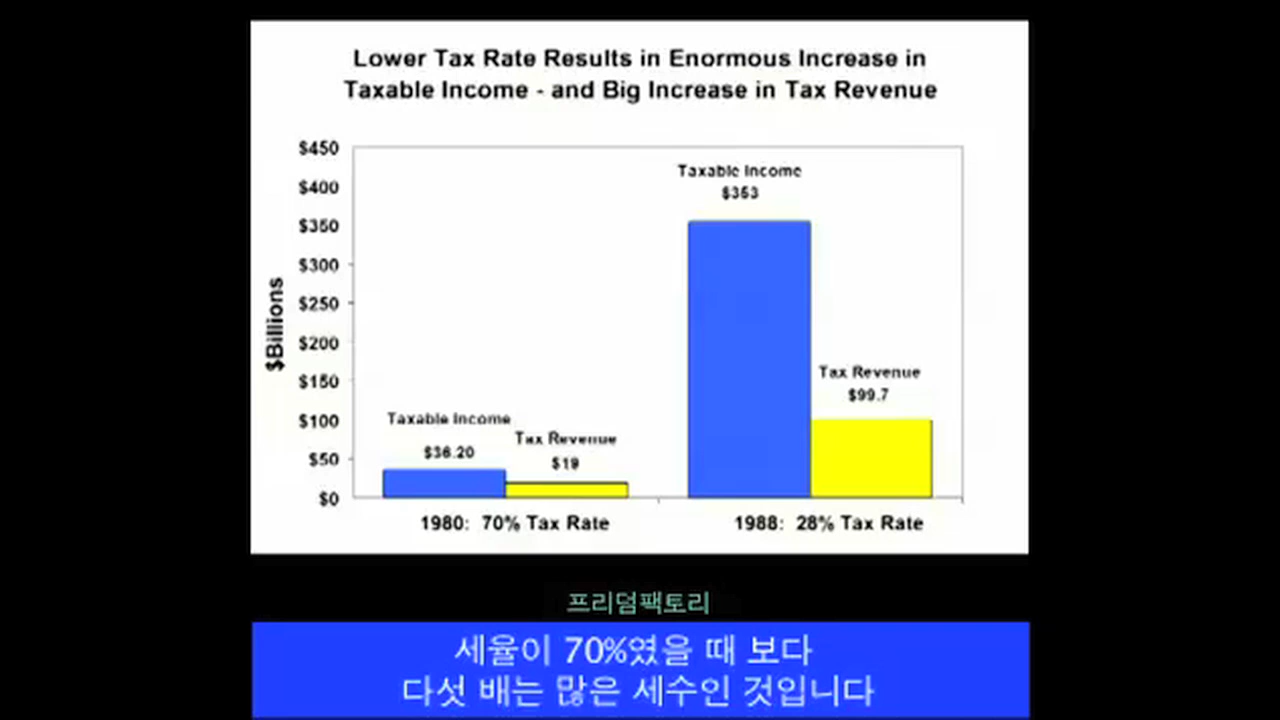 Lower Tax Rate Results in Enormous Increase in
Taxable Income - and Big Increase in Tax Revenue
$Billions
$450
$400
$350
$300
$250
$200
$150
$100
$50
$0
Taxable Income
$36.20
Tax Revenue
$19
Taxable Income
$353
Tax Revenue
$99.7
1980: 70% Tax Rate
1988: 28% Tax Rate
프리덤팩토리
세율이 70%였을 때 보다
다섯 배는 많은 세수인 것입니다